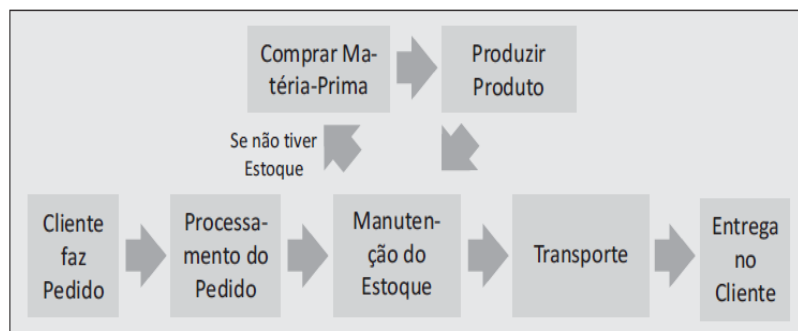 Comprar Ma-
téria-Prima
Produzir
Produto
Se não tiver
Estoque
Cliente
faz
Pedido
Processa-
mento do
Pedido
Manuten-
ção do
Estoque
Transporte
Entrega
no
Cliente